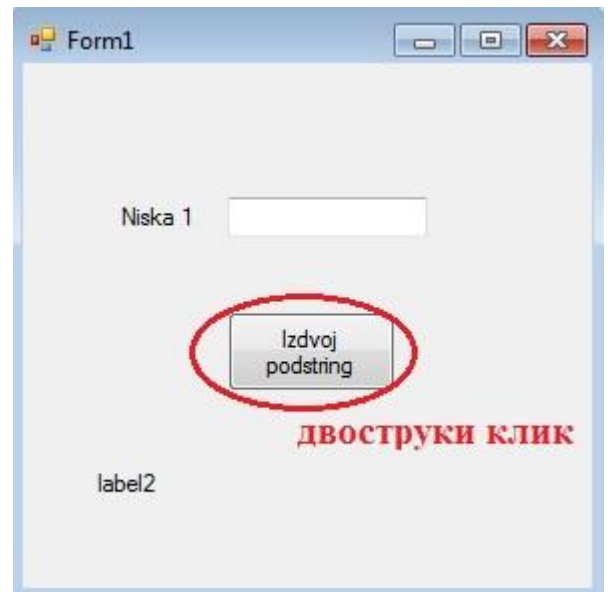 Form1
Niska 1
Izdvoj
podstring
двоструки клик
label2